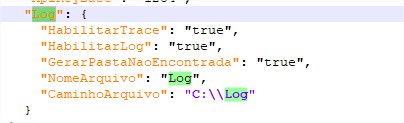 "Log": {
"HabilitarTrace": "true",
"HabilitarLog": "true",
"GerarPastaNaoEncontrada": "true",
"NomeArquivo": "Log",
"CaminhoArquivo": "C:\\Log"
}